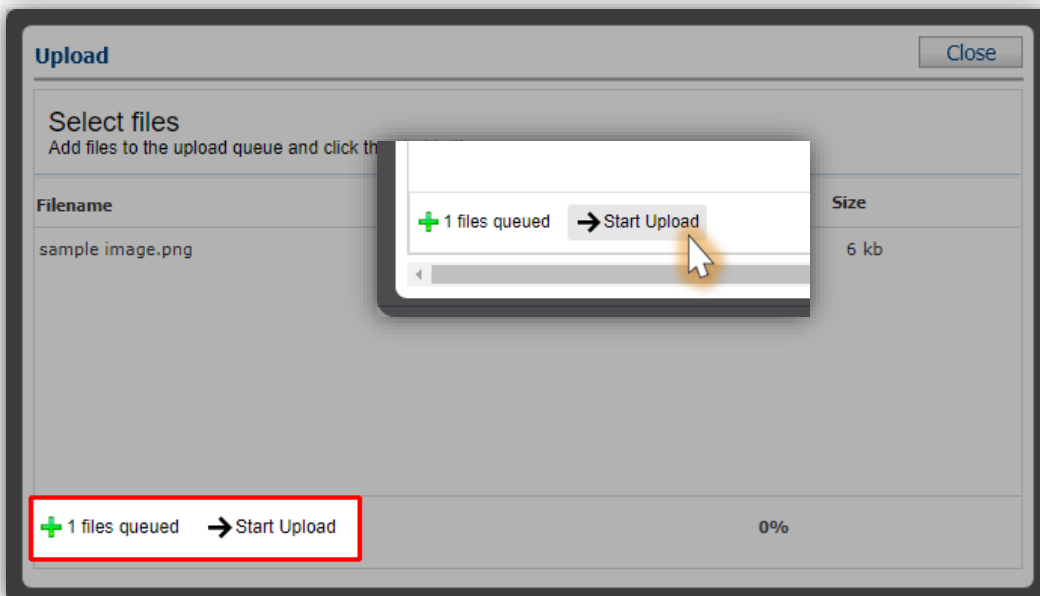 Upload
Close
Select files
Add files to the upload queue and click
Filename
Size
sample image.png
6 kb
1 files queued
Start Upload
1 files queued
Start Upload
0%